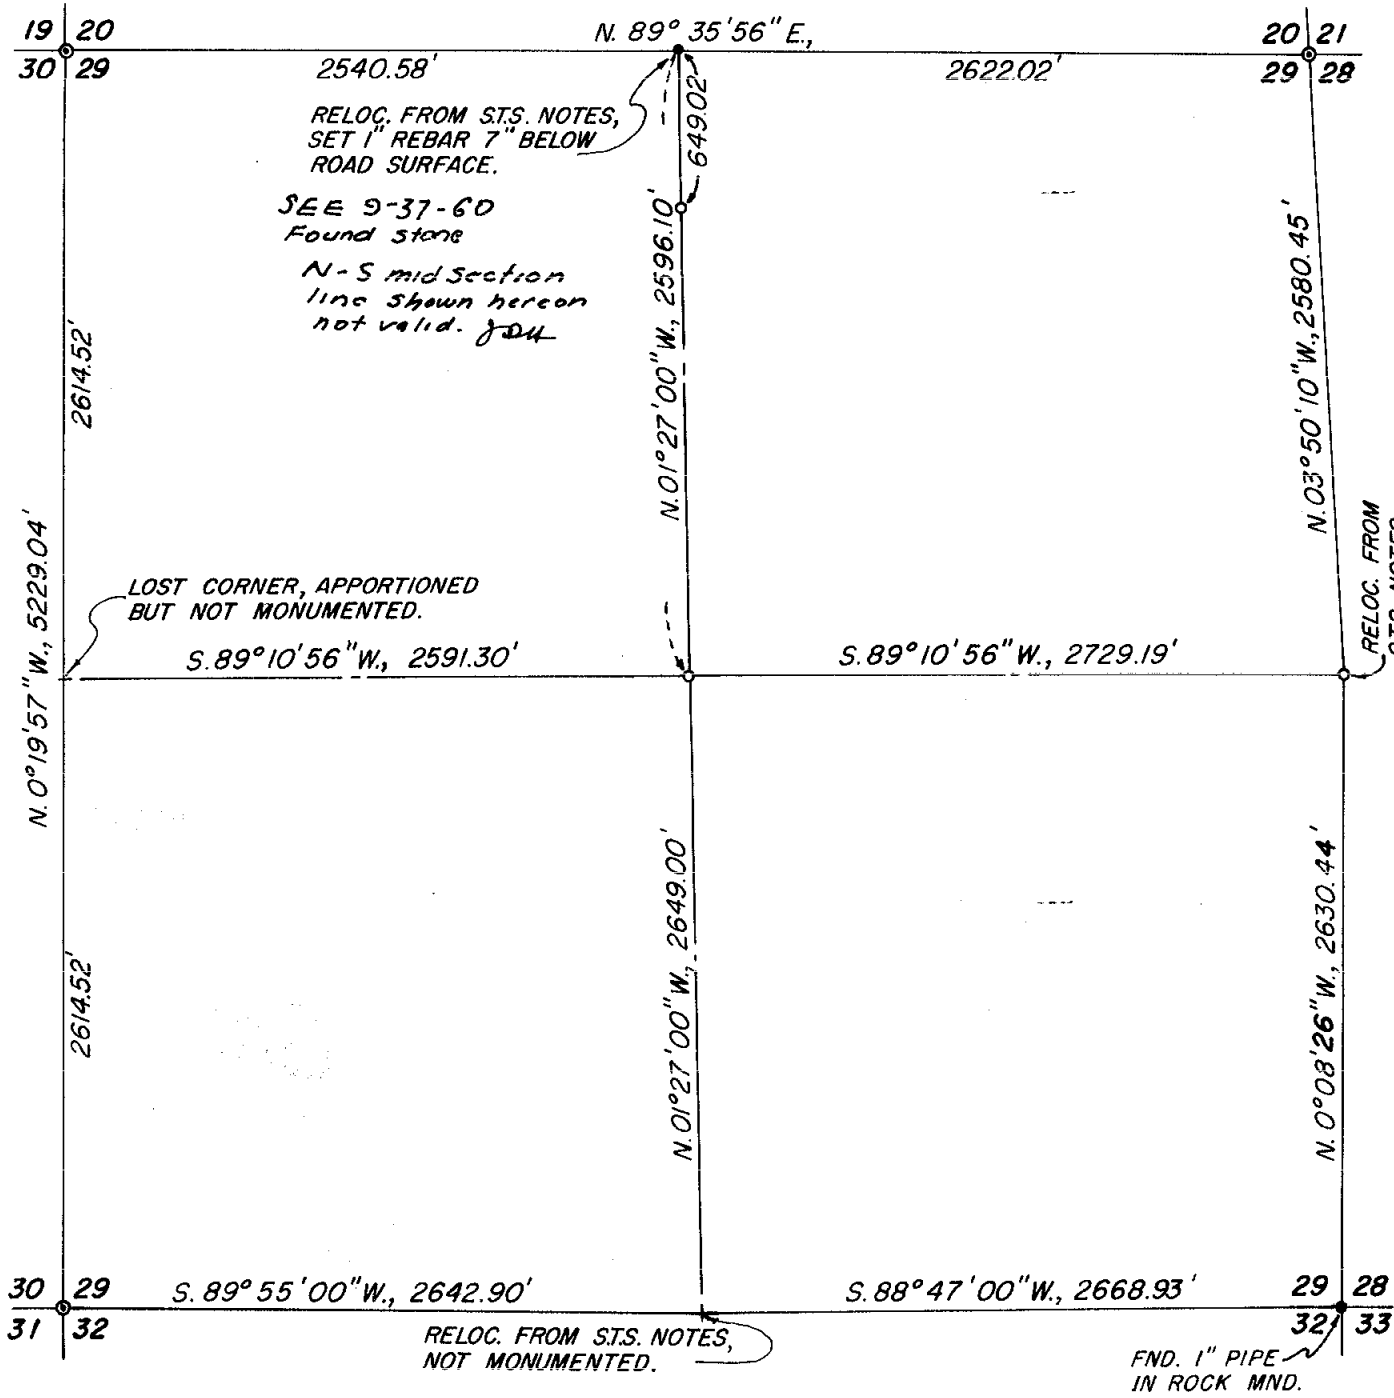 19 20
30 29
N. 89° 35' 56" E.,
20 21
29 28
2540.58'
2622.02'
RELOC. FROM S.T.S. NOTES,
SET 1" REBAR 7" BELOW
ROAD SURFACE.
649.02'
SEE 9-37-60
Found stone
N-S mid section
line shown hereon
not valid. JDH
N.01°27'00"W., 2596.10'
N.03°50'10"W., 2580.45'
2614.52'
N.0°19'57"W., 5229.04'
LOST CORNER, APPORTIONED
BUT NOT MONUMENTED.
S.89°10'56"W., 2591.30'
S.89°10'56"W., 2729.19'
RELOC. FROM
2614.52'
N.01°27'00"W., 2649.00'
N.0°08'26"W., 2630.44'
30 29
31 32
S.89°55'00"W., 2642.90'
S.88°47'00"W., 2668.93'
29 28
32 33
RELOC. FROM S.T.S. NOTES,
NOT MONUMENTED.
FND. 1" PIPE
IN ROCK MND.